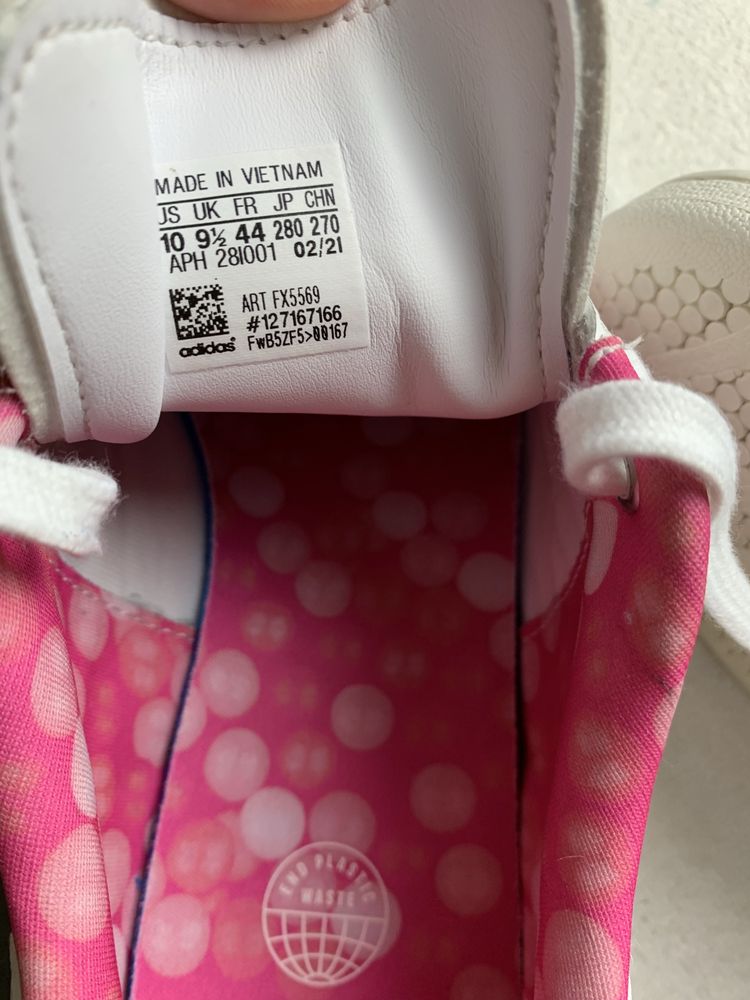 MADE IN VIETNAM
US UK FR JP CHN
10 9½ 44 280 270
APH 28I001 02/21
ART FX5569
#127167166
adidas FwB5ZF5>00167
END PLASTIC
WASTE